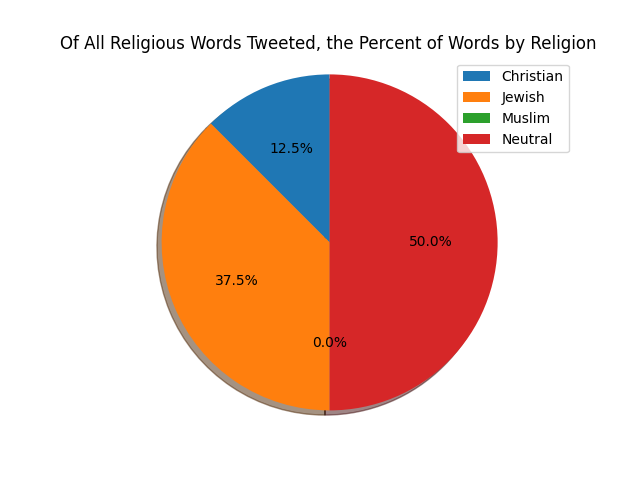 Of All Religious Words Tweeted, the Percent of Words by Religion
Christian
Jewish
Muslim
Neutral
12.5%
50.0%
37.5%
0.0%